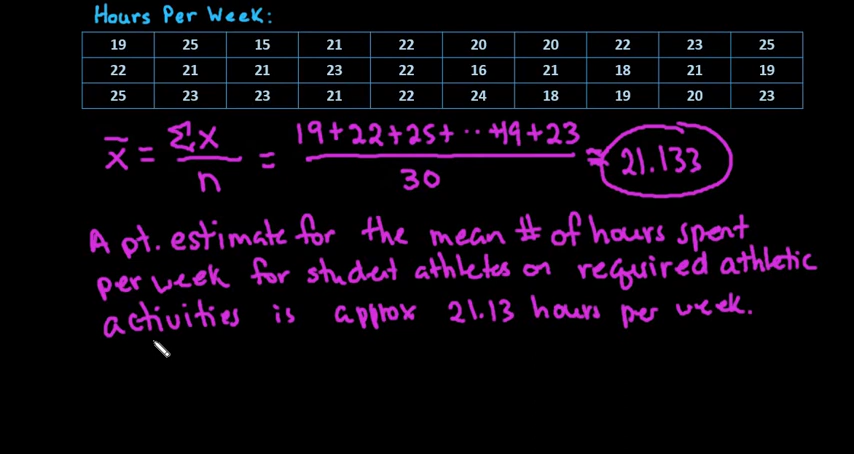 Hours Per Week:
19 25 15 21 22 20 20 22 23 25
22 21 21 23 22 16 21 18 21 19
25 23 23 21 22 24 18 19 20 23
x̄ = Σx / n = 19+22+25+...+19+23 / 30 ≈ 21.133
A pt. estimate for the mean # of hours spent
per week for student athletes on required athletic
activities is approx 21.13 hours per week.